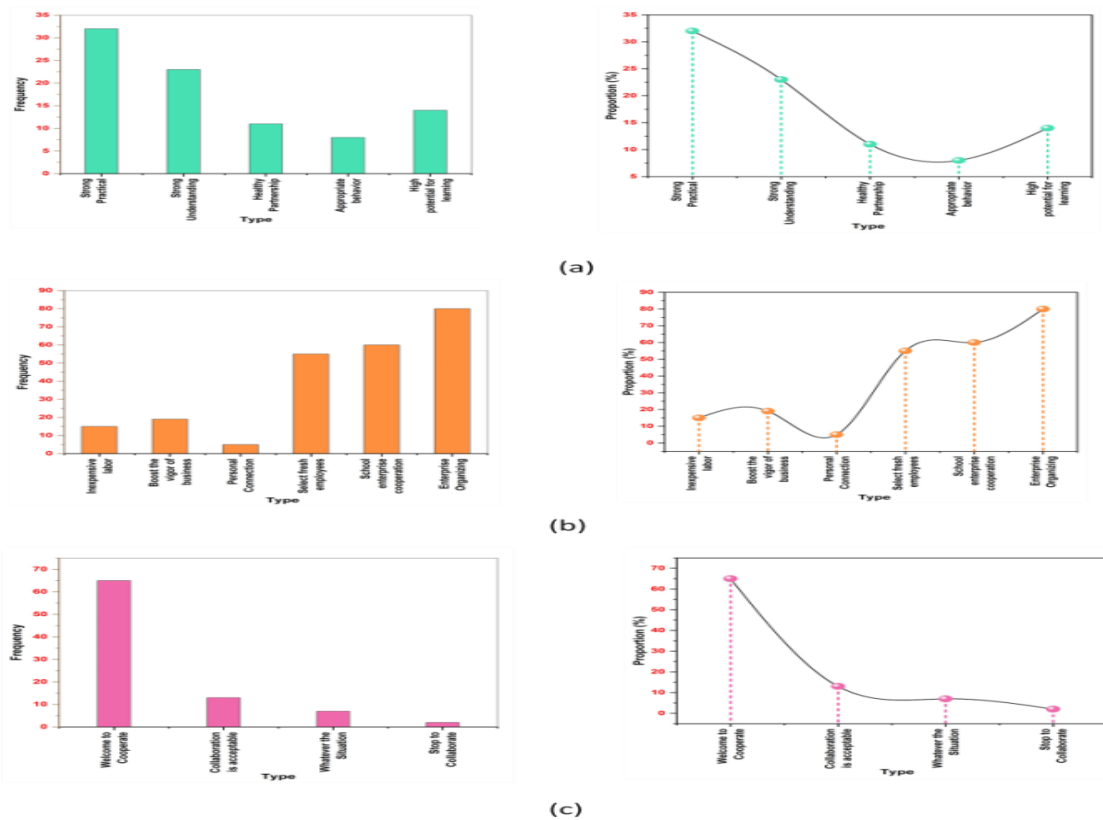 35
30
25
20
15
10
5
0
Frequency
Strong
Practical
Strong
Understanding
Healthy
Partnership
Appropriate
behavior
High
potential for
learning
Type
35
30
25
20
15
10
5
Proportion (%)
Strong
Practical
Strong
Understanding
Healthy
Partnership
Appropriate
behavior
High
potential for
learning
Type
(a)
90
80
70
60
50
40
30
20
10
0
Frequency
Inexpensive
labor
Boost the
vigor of
business
Personal
Connection
Select fresh
employees
School
enterprise
cooperation
Enterprise
Organizing
Type
90
80
70
60
50
40
30
20
10
0
Proportion (%)
Inexpensive
labor
Boost the
vigor of
business
Personal
Connection
Select fresh
employees
School
enterprise
cooperation
Enterprise
Organizing
Type
(b)
70
60
50
40
30
20
10
0
Frequency
Welcome to
Cooperate
Collaboration
is acceptable
Whatever the
Situation
Stop to
Collaborate
Type
70
60
50
40
30
20
10
0
Proportion (%)
Welcome to
Cooperate
Collaboration
is acceptable
Whatever the
Situation
Stop to
Collaborate
Type
(c)